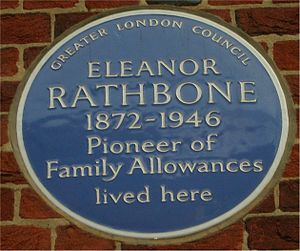 GREATER LONDON COUNCIL
ELEANOR
RATHBONE
1872-1946
Pioneer of
Family Allowances
lived here